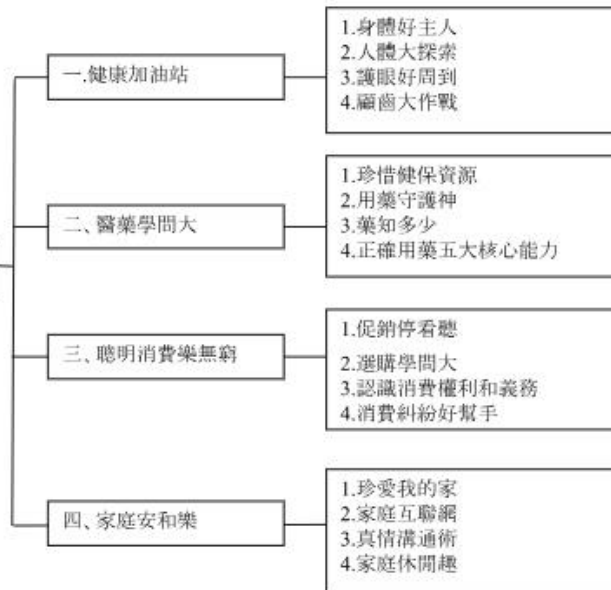 一.健康加油站
1.身體好主人
2.人體大探索
3.護眼好周到
4.顧齒大作戰
二、醫藥學問大
1.珍惜健保資源
2.用藥守護神
3.藥知多少
4.正確用藥五大核心能力
三、聰明消費樂無窮
1.促銷停看聽
2.選購學問大
3.認識消費權利和義務
4.消費糾紛好幫手
四、家庭安和樂
1.珍愛我的家
2.家庭互聯網
3.真情溝通術
4.家庭休閒趣